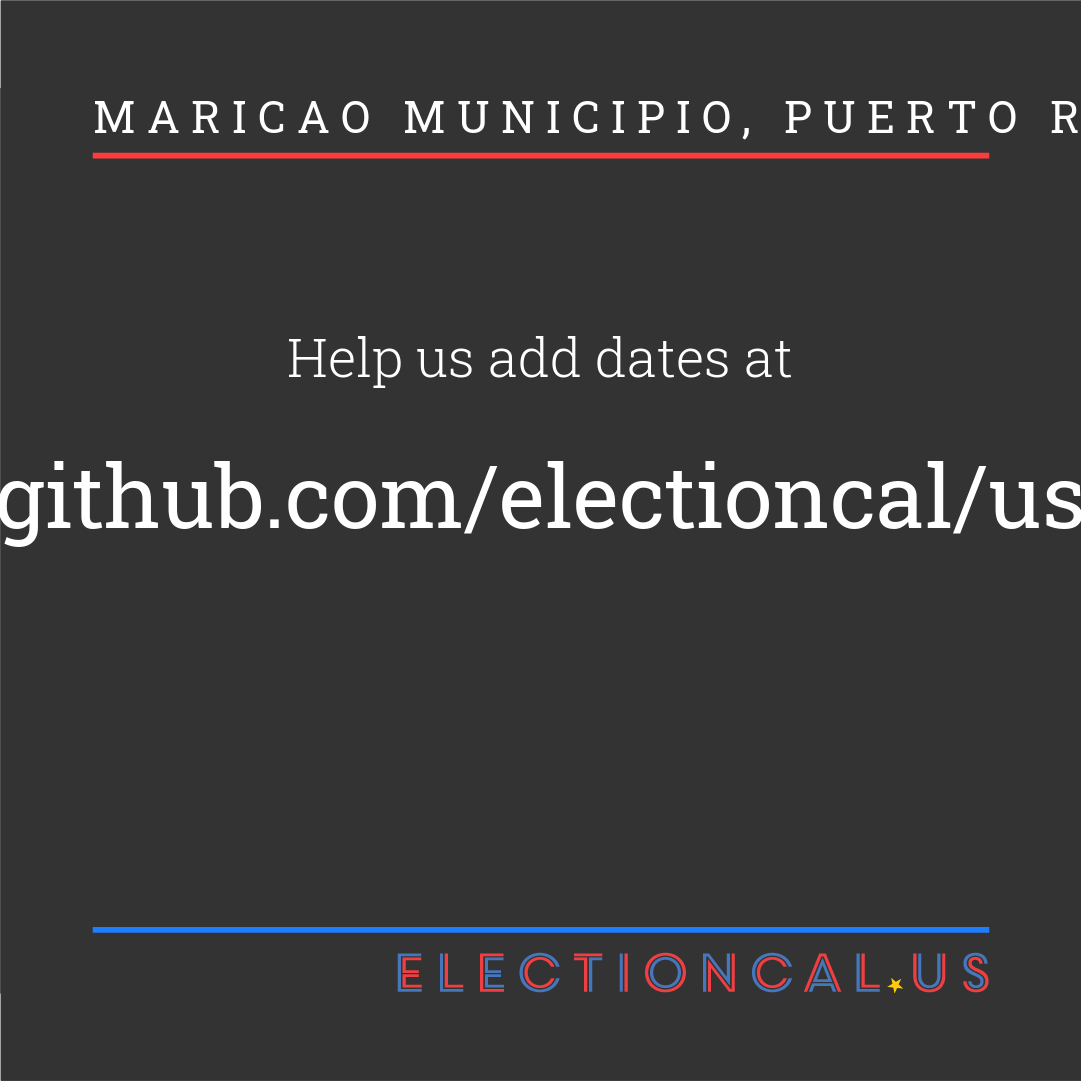 MARICAO MUNICIPIO, PUERTO R
Help us add dates at
github.com/electioncal/us
ELECTIONCAL.US